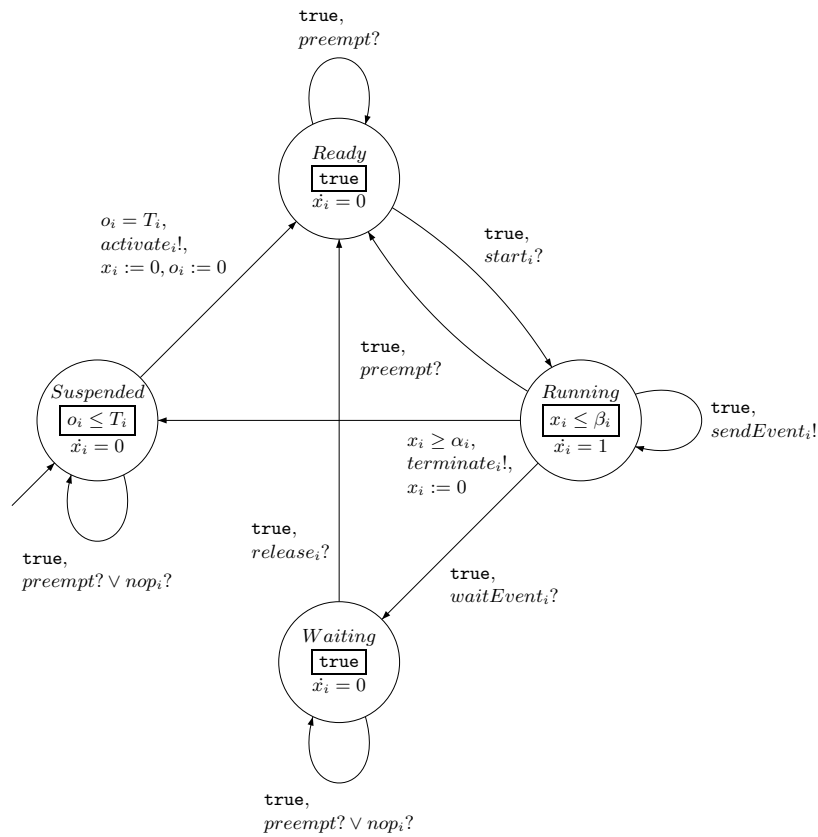 true,
preempt?
Ready
true
ẋ_i = 0
o_i = T_i,
activate_i!,
x_i := 0, o_i := 0
true,
start_i?
true,
preempt?
Suspended
o_i ≤ T_i
ẋ_i = 0
Running
x_i ≤ β_i
ẋ_i = 1
true,
sendEvent_i!
x_i ≥ α_i,
terminate_i!,
x_i := 0
true,
release_i?
true,
preempt? ∨ nop_i?
true,
waitEvent_i?
Waiting
true
ẋ_i = 0
true,
preempt? ∨ nop_i?